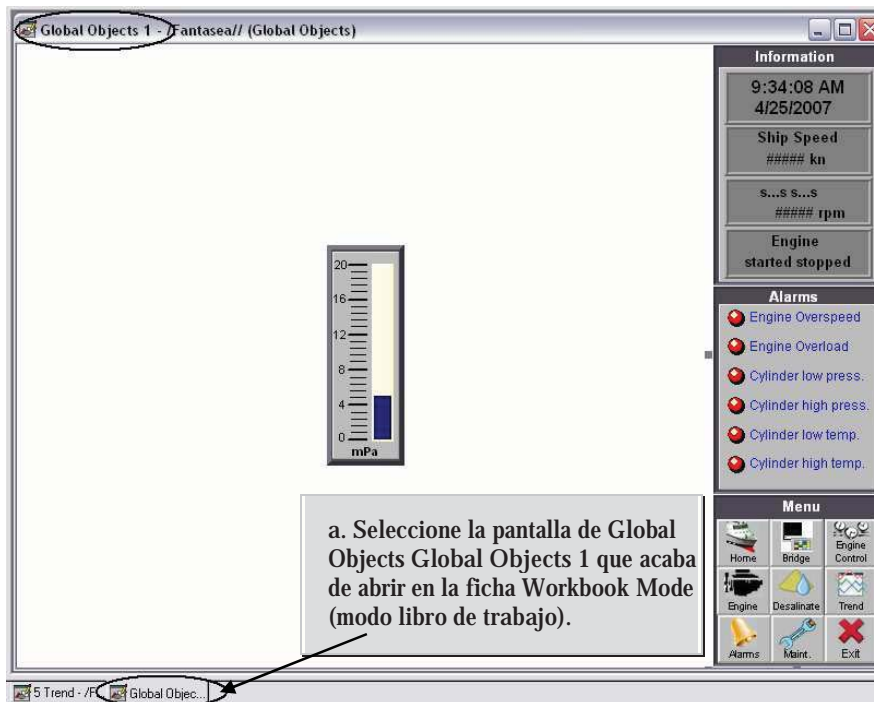 Global Objects 1 - /Fantasea// (Global Objects)
Information
9:34:08 AM
4/25/2007
Ship Speed
##### kn
s...s s...s
##### rpm
Engine
started stopped
Alarms
Engine Overspeed
Engine Overload
Cylinder low press.
Cylinder high press.
Cylinder low temp.
Cylinder high temp.
20
16
12
8
4
0
mPa
a. Seleccione la pantalla de Global
Objects Global Objects 1 que acaba
de abrir en la ficha Workbook Mode
(modo libro de trabajo).
Menu
Home
Bridge
Engine
Control
Engine
Desalinate
Trend
Alarms
Maint.
Exit
5 Trend - /F...
Global Objec...